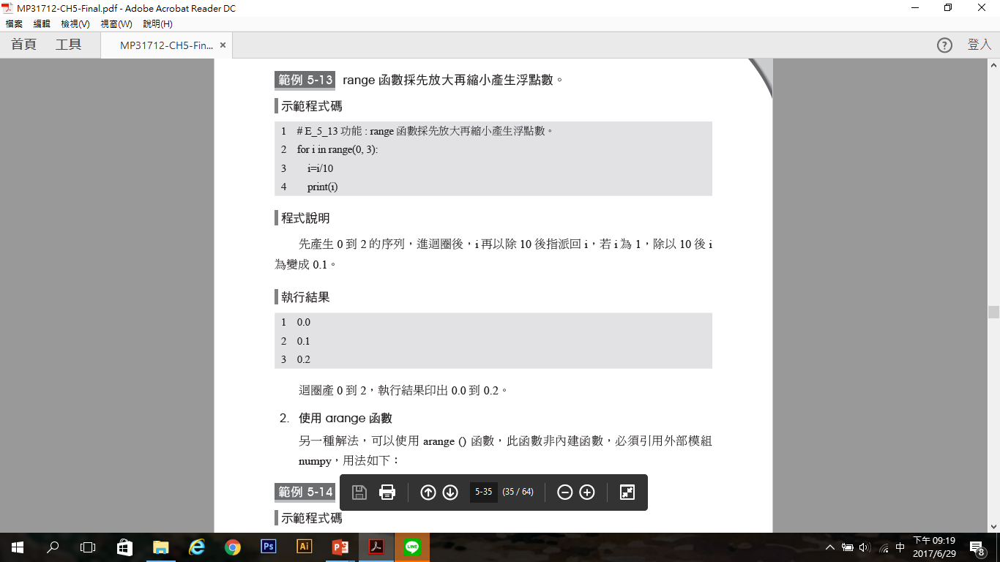 MP31712-CH5-Final.pdf - Adobe Acrobat Reader DC
檔案 編輯 檢視(V) 視窗(W) 說明(H)
首頁 工具 MP31712-CH5-Fin... × ? 登入
範例 5-13 range 函數採先放大再縮小產生浮點數。
示範程式碼
1 # E_5_13 功能 : range 函數採先放大再縮小產生浮點數。
2 for i in range(0, 3):
3 i=i/10
4 print(i)
程式說明
先產生 0 到 2 的序列，進迴圈後，i 再以除 10 後指派回 i，若 i 為 1，除以 10 後 i
為變成 0.1。
執行結果
1 0.0
2 0.1
3 0.2
迴圈產 0 到 2，執行結果印出 0.0 到 0.2。
2. 使用 arange 函數
另一種解法，可以使用 arange () 函數，此函數非內建函數，必須引用外部模組
numpy，用法如下：
範例 5-14
5-35 (35 / 64)
示範程式碼
Ps Ai P LINE 中 下午 09:19
2017/6/29 8